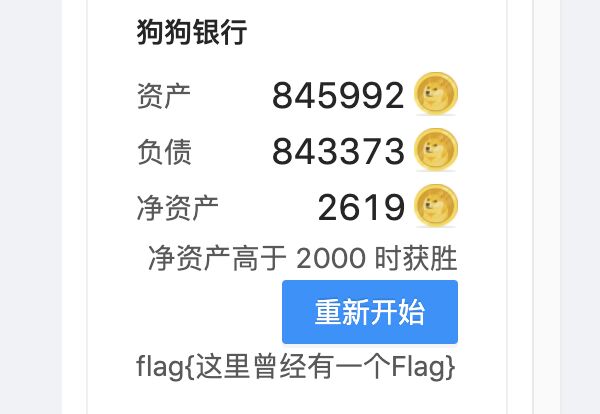 狗狗银行
资产 845992
负债 843373
净资产 2619
净资产高于 2000 时获胜
重新开始
flag{这里曾经有一个Flag}